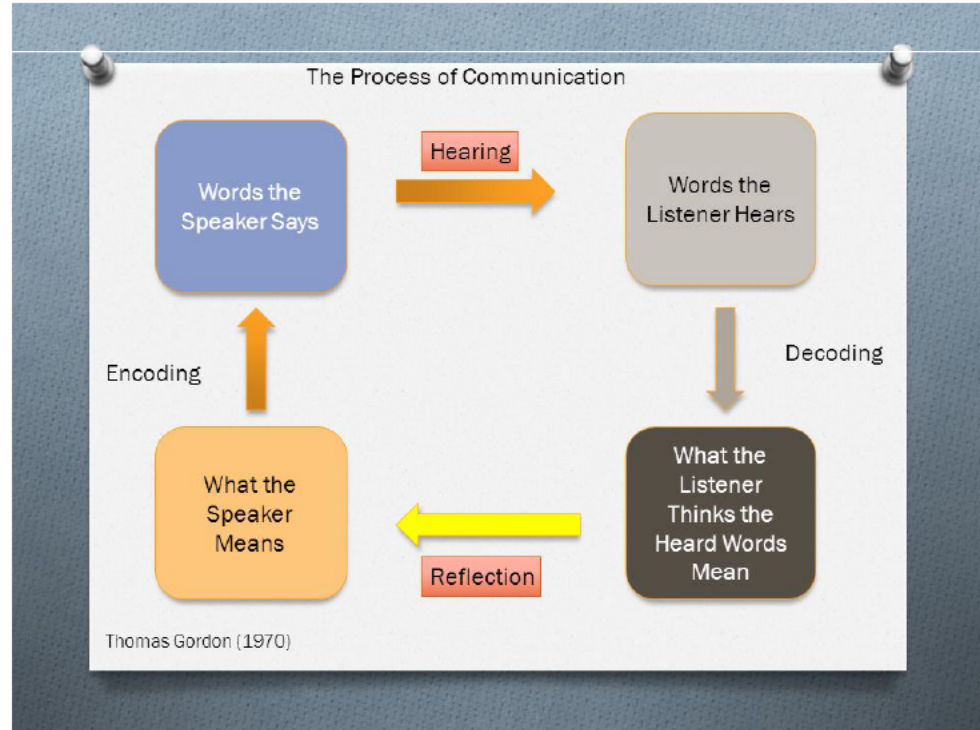 The Process of Communication
Words the
Speaker Says
Hearing
Words the
Listener Hears
Encoding
Decoding
What the
Speaker
Means
Reflection
What the
Listener
Thinks the
Heard Words
Mean
Thomas Gordon (1970)